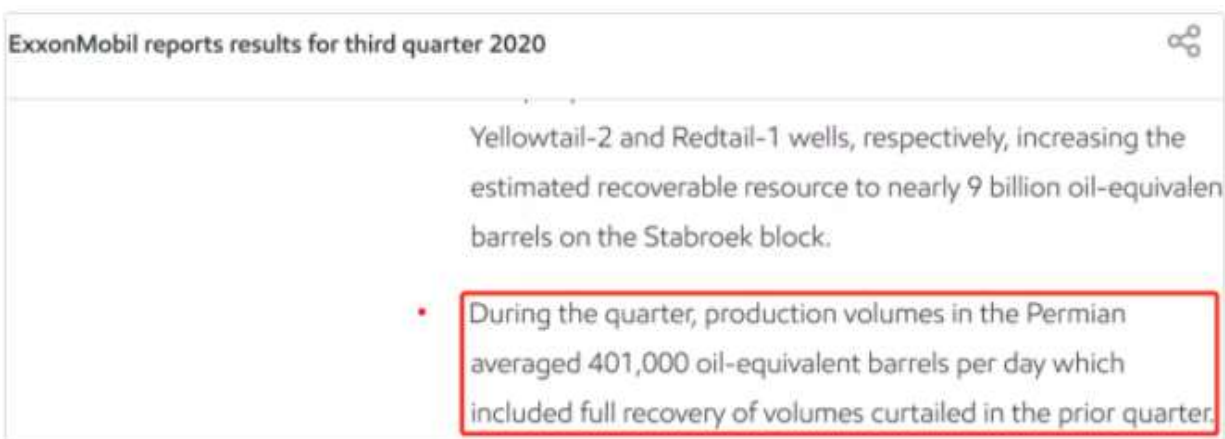 ExxonMobil reports results for third quarter 2020
Yellowtail-2 and Redtail-1 wells, respectively, increasing the
estimated recoverable resource to nearly 9 billion oil-equivalen
barrels on the Stabroek block.
• During the quarter, production volumes in the Permian
averaged 401,000 oil-equivalent barrels per day which
included full recovery of volumes curtailed in the prior quarter.